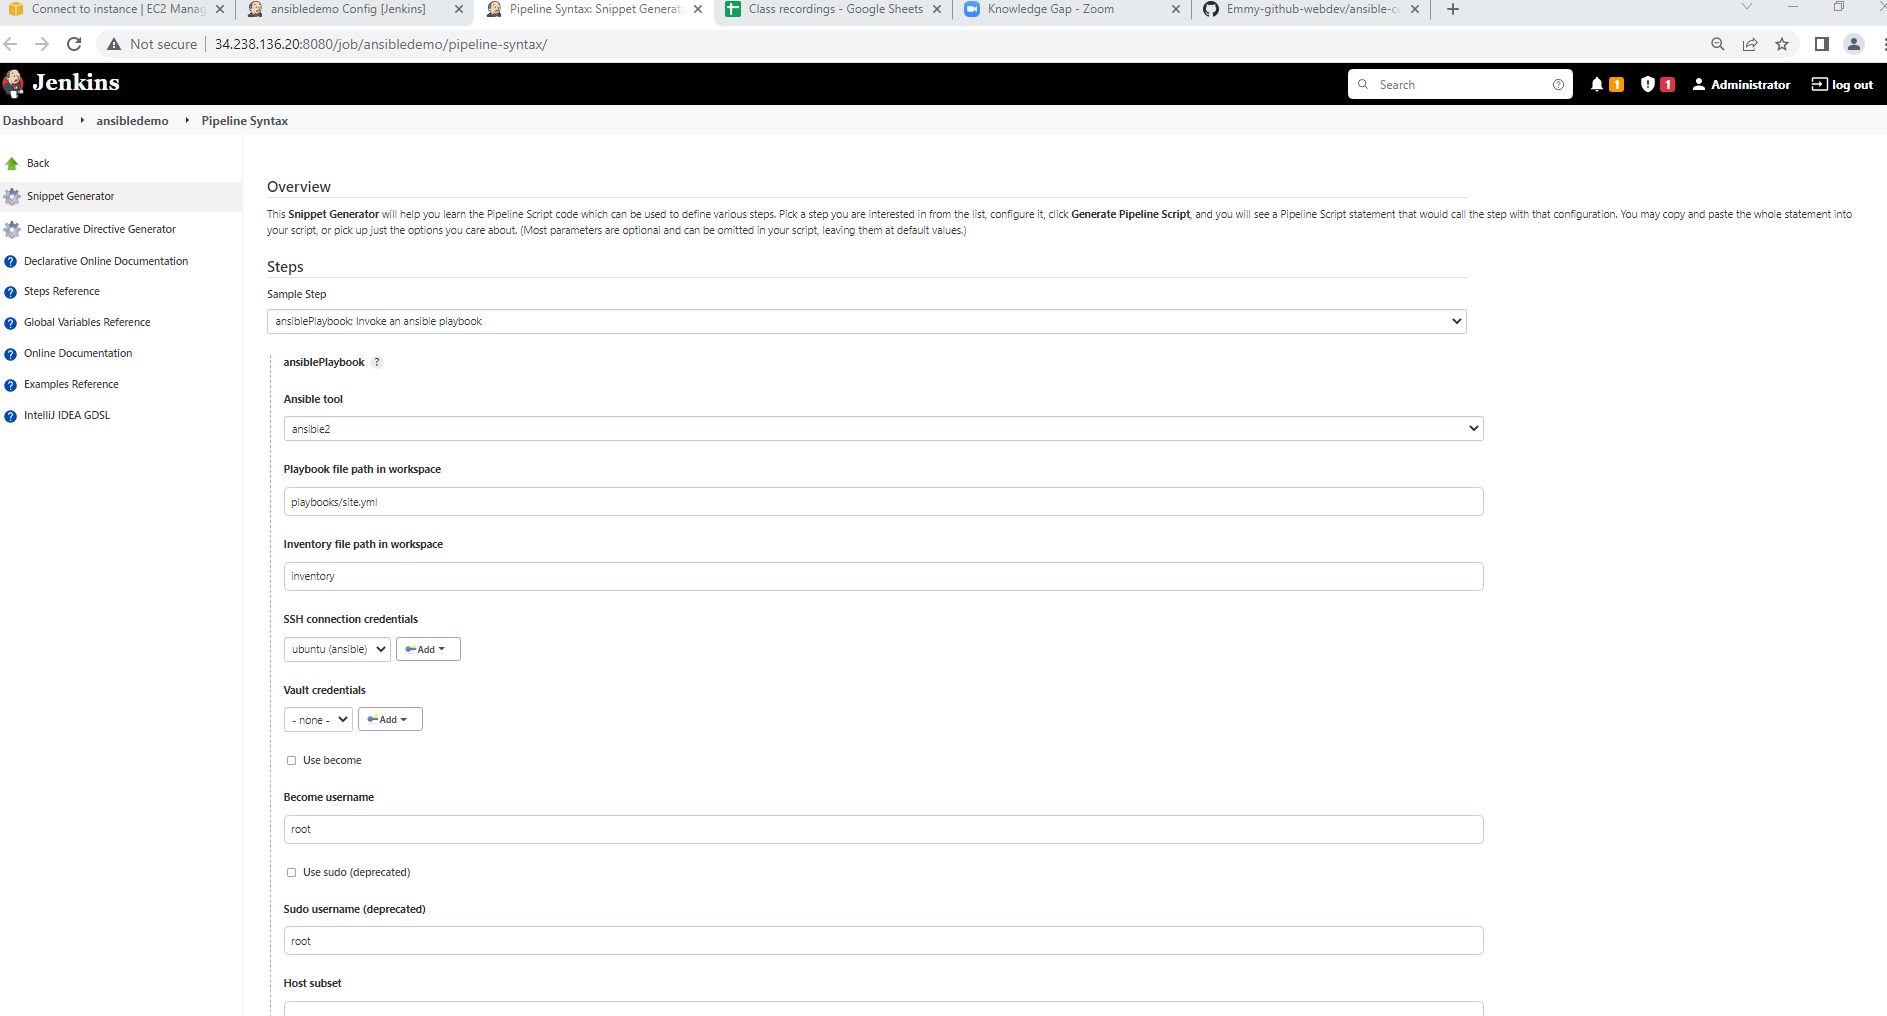 Connect to instance | EC2 Manag
ansibledemo Config [Jenkins]
Pipeline Syntax: Snippet Generat
Class recordings - Google Sheets
Knowledge Gap - Zoom
Emmy-github-webdev/ansible-co
Not secure
34.238.136.20:8080/job/ansibledemo/pipeline-syntax/
Jenkins
Search
1
1
Administrator
log out
Dashboard
ansibledemo
Pipeline Syntax
Back
Snippet Generator
Declarative Directive Generator
Declarative Online Documentation
Steps Reference
Global Variables Reference
Online Documentation
Examples Reference
IntelliJ IDEA GDSL
Overview
This Snippet Generator will help you learn the Pipeline Script code which can be used to define various steps. Pick a step you are interested in from the list, configure it, click Generate Pipeline Script, and you will see a Pipeline Script statement that would call the step with that configuration. You may copy and paste the whole statement into
your script, or pick up just the options you care about. (Most parameters are optional and can be omitted in your script, leaving them at default values.)
Steps
Sample Step
ansiblePlaybook: Invoke an ansible playbook
ansiblePlaybook ?
Ansible tool
ansible2
Playbook file path in workspace
playbooks/site.yml
Inventory file path in workspace
inventory
SSH connection credentials
ubuntu (ansible)
Add
Vault credentials
- none -
Add
Use become
Become username
root
Use sudo (deprecated)
Sudo username (deprecated)
root
Host subset